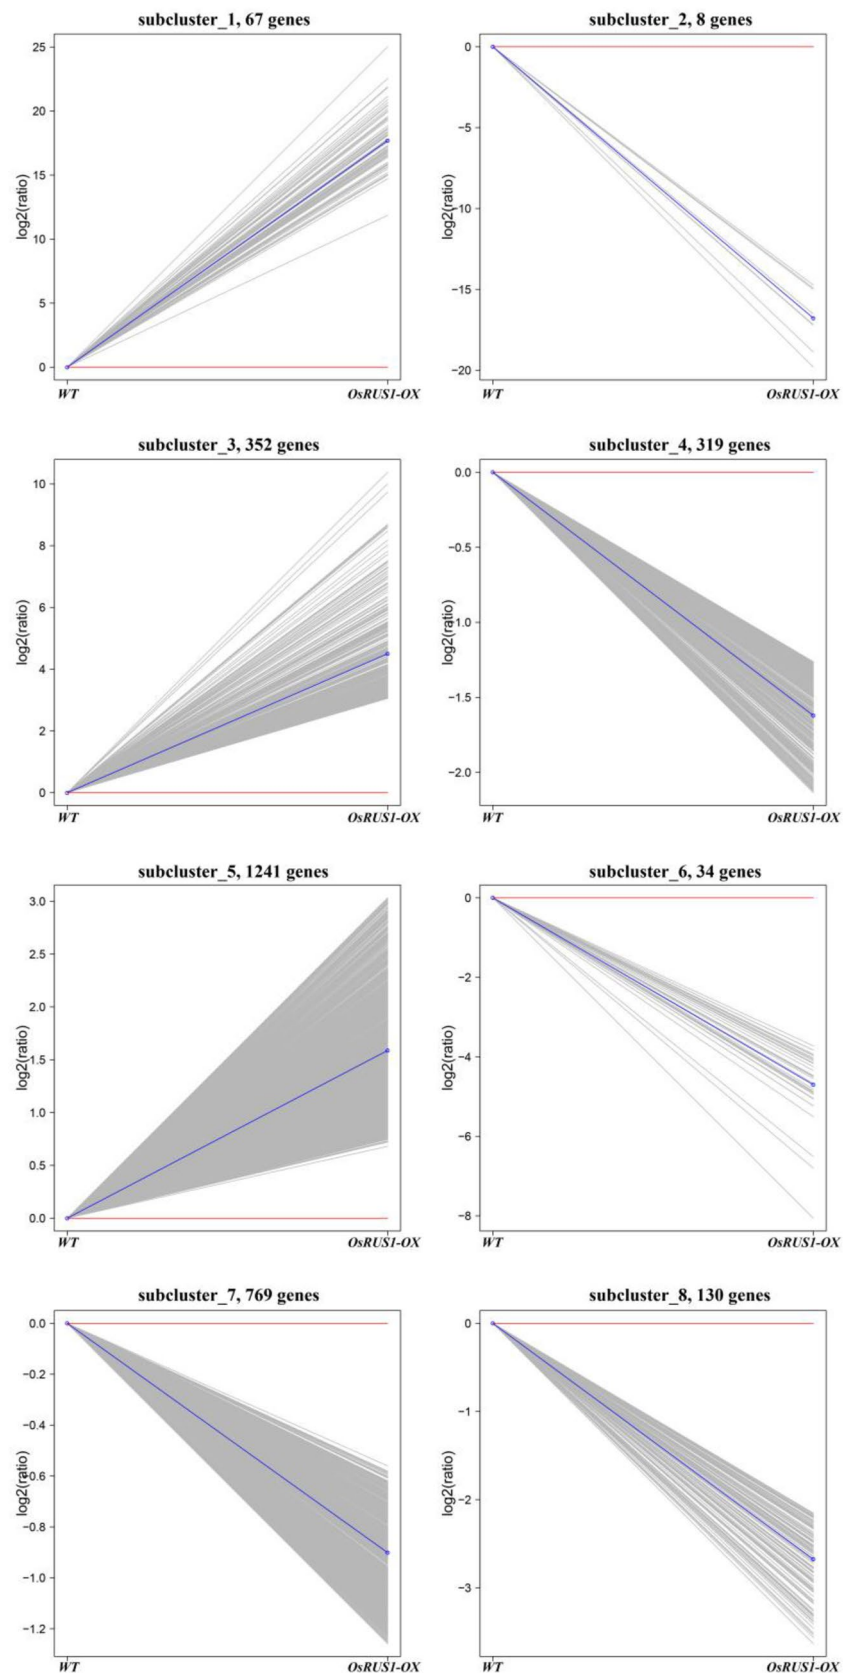 subcluster_1, 67 genes
25
20
15
10
5
0
log2(ratio)
WT OsRUS1-OX
subcluster_2, 8 genes
0
−5
−10
−15
−20
log2(ratio)
WT OsRUS1-OX
subcluster_3, 352 genes
10
8
6
4
2
0
log2(ratio)
WT OsRUS1-OX
subcluster_4, 319 genes
0.0
−0.5
−1.0
−1.5
−2.0
log2(ratio)
WT OsRUS1-OX
subcluster_5, 1241 genes
3.0
2.5
2.0
1.5
1.0
0.5
0.0
log2(ratio)
WT OsRUS1-OX
subcluster_6, 34 genes
0
−2
−4
−6
−8
log2(ratio)
WT OsRUS1-OX
subcluster_7, 769 genes
0.0
−0.2
−0.4
−0.6
−0.8
−1.0
−1.2
log2(ratio)
WT OsRUS1-OX
subcluster_8, 130 genes
0
−1
−2
−3
log2(ratio)
WT OsRUS1-OX